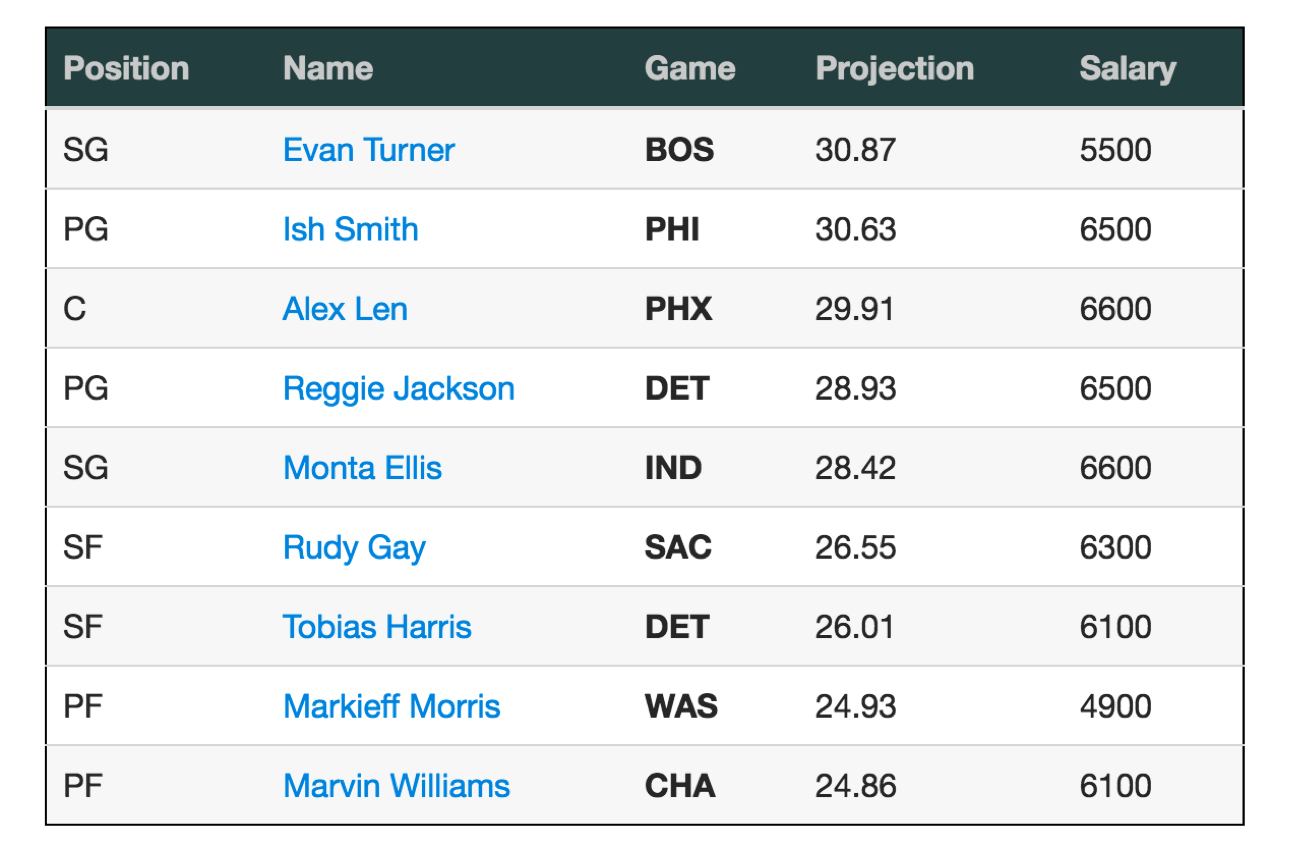 Position Name Game Projection Salary
SG Evan Turner BOS 30.87 5500
PG Ish Smith PHI 30.63 6500
C Alex Len PHX 29.91 6600
PG Reggie Jackson DET 28.93 6500
SG Monta Ellis IND 28.42 6600
SF Rudy Gay SAC 26.55 6300
SF Tobias Harris DET 26.01 6100
PF Markieff Morris WAS 24.93 4900
PF Marvin Williams CHA 24.86 6100